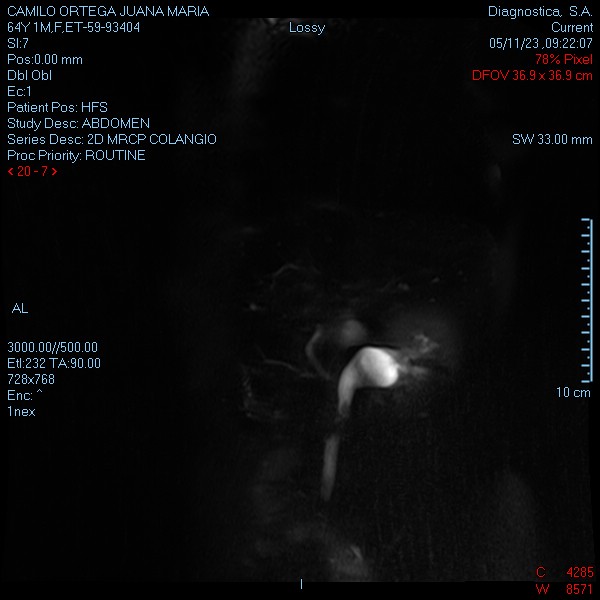 CAMILO ORTEGA JUANA MARIA
64Y 1M,F,ET-59-93404
Sl:7
Pos:0.00 mm
Dbl Obl
Ec:1
Patient Pos: HFS
Study Desc: ABDOMEN
Series Desc: 2D MRCP COLANGIO
Proc Priority: ROUTINE
< 20 - 7 >
Lossy
Diagnostica, S.A.
Current
05/11/23 ,09:22:07
78% Pixel
DFOV 36.9 x 36.9 cm
SW 33.00 mm
AL
3000.00//500.00
Etl:232 TA:90.00
728x768
Enc: ^
1nex
10 cm
C 4285
W 8571